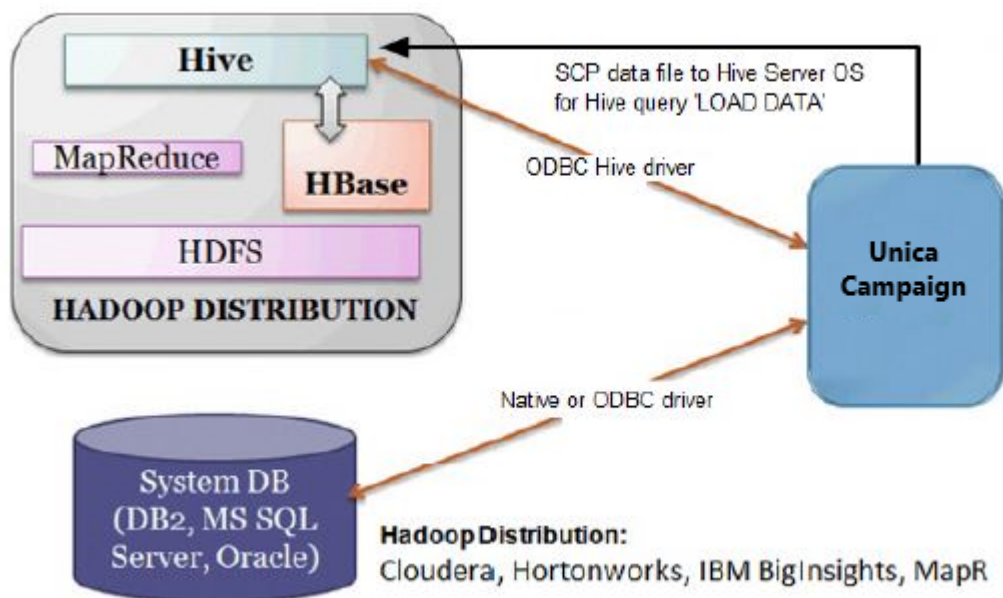 Hive
SCP data file to Hive Server OS
for Hive query 'LOAD DATA'
MapReduce
HBase
ODBC Hive driver
HDFS
HADOOP DISTRIBUTION
Unica
Campaign
Native or ODBC driver
System DB
(DB2, MS SQL
Server, Oracle)
Hadoop Distribution:
Cloudera, Hortonworks, IBM BigInsights, MapR